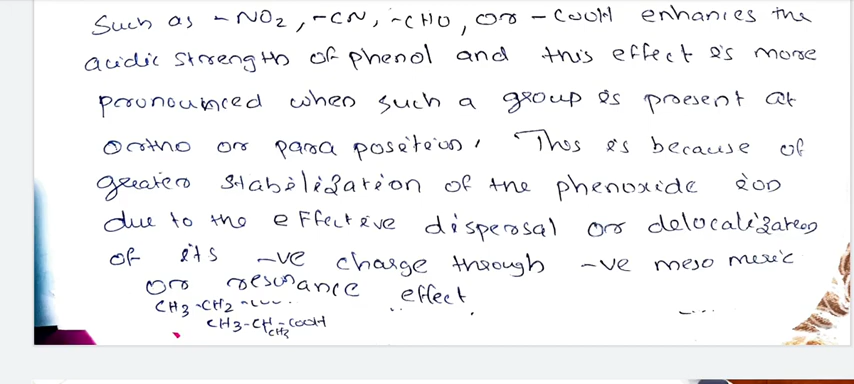 Such as -NO2, -CN, -CHO, or -COOH enhances the
acidic strength of phenol and this effect is more
pronounced when such a group is present at
ortho or para position. This is because of
greater stabilization of the phenoxide ion
due to the effective dispersal or delocalization
of its -ve charge through -ve mesomeric
or resonance effect
CH3-CH2-
CH3-CH-COOH
CH3